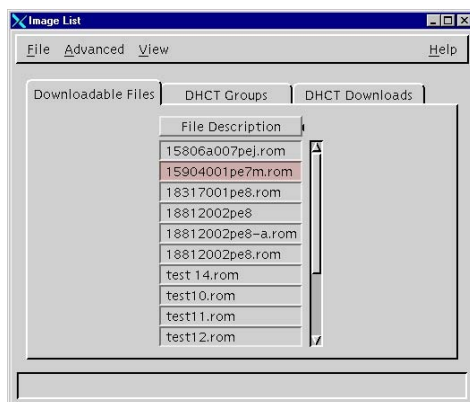 Image List
File Advanced View Help
Downloadable Files DHCT Groups DHCT Downloads
File Description
15806a007pej.rom
15904001pe7m.rom
18317001pe8.rom
18812002pe8
18812002pe8-a.rom
18812002pe8.rom
test 14.rom
test10.rom
test11.rom
test12.rom